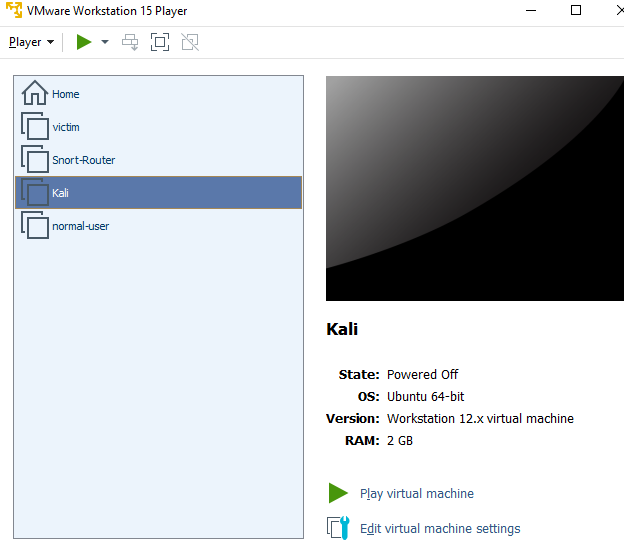 VMware Workstation 15 Player
Player
Home
victim
Snort-Router
Kali
normal-user
Kali
State: Powered Off
OS: Ubuntu 64-bit
Version: Workstation 12.x virtual machine
RAM: 2 GB
Play virtual machine
Edit virtual machine settings